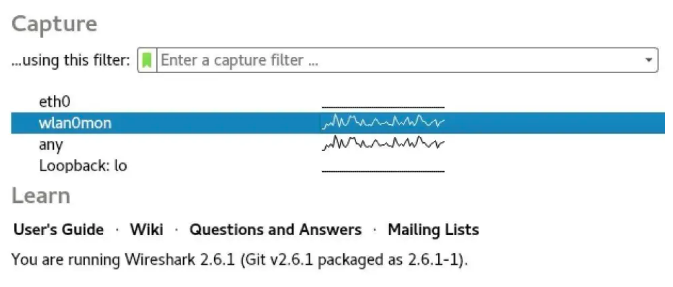 Capture
...using this filter: Enter a capture filter ...
eth0
wlan0mon
any
Loopback: lo
Learn
User's Guide · Wiki · Questions and Answers · Mailing Lists
You are running Wireshark 2.6.1 (Git v2.6.1 packaged as 2.6.1-1).